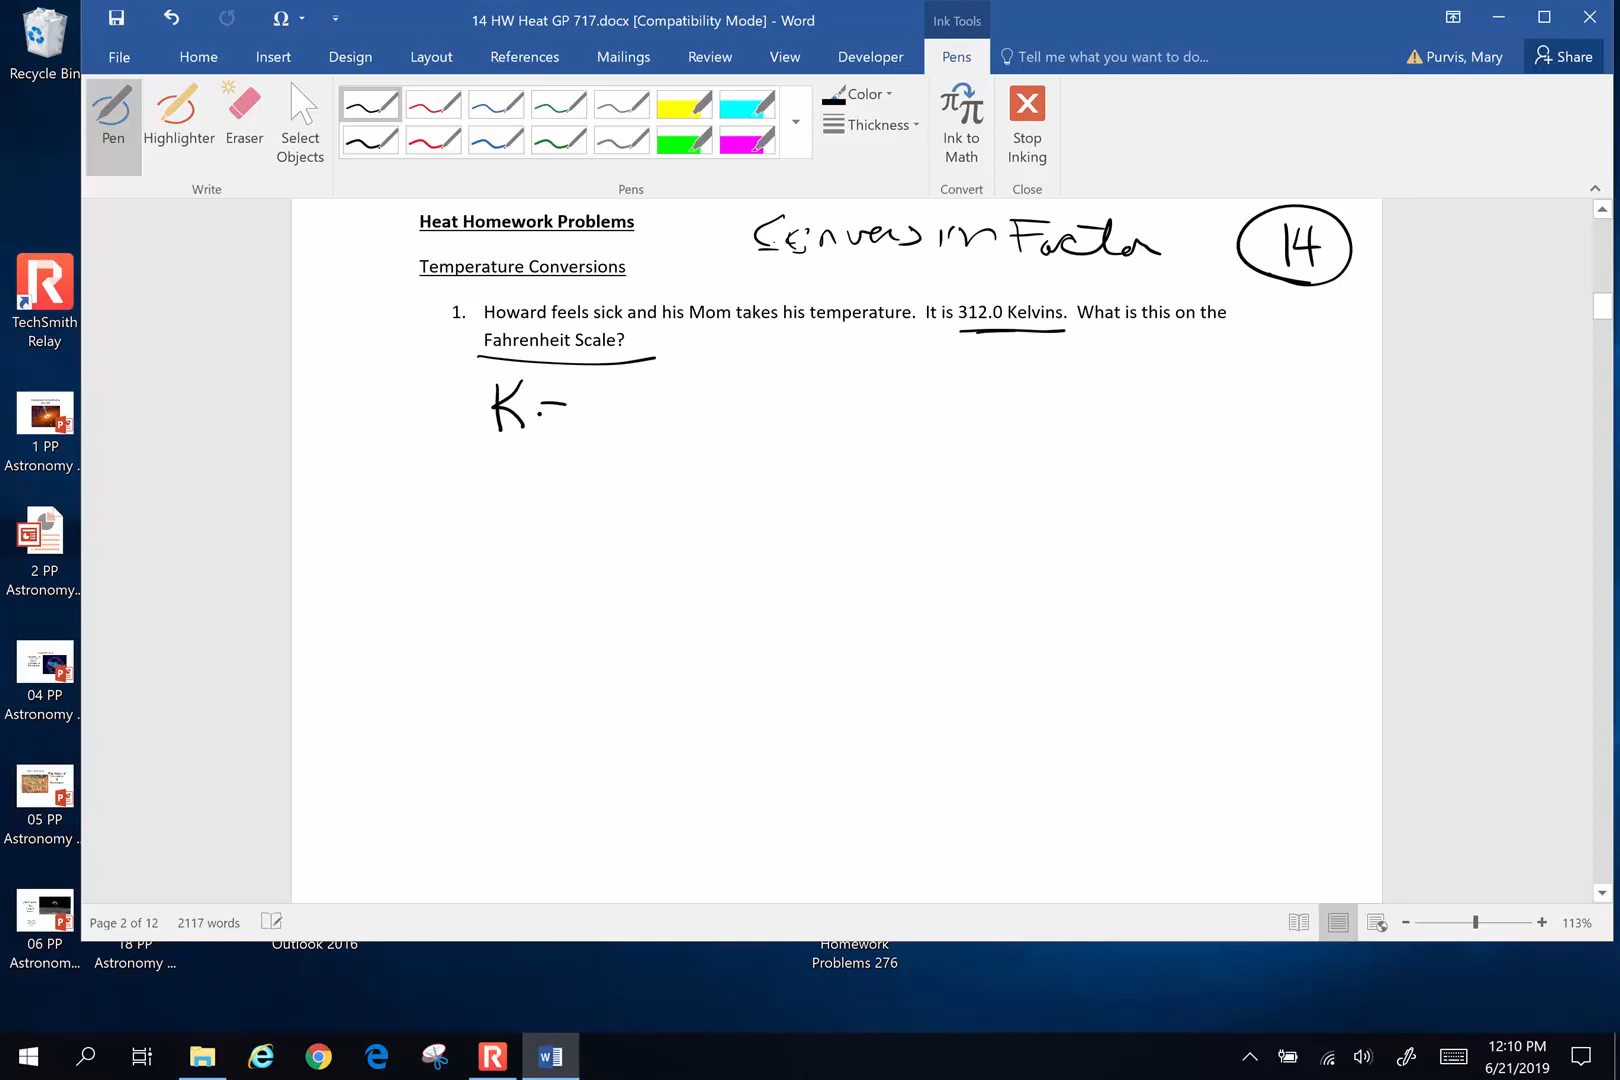 Recycle Bin
14 HW Heat GP 717.docx [Compatibility Mode] - Word
Ink Tools
File Home Insert Design Layout References Mailings Review View Developer Pens Tell me what you want to do... Purvis, Mary Share
Pen Highlighter Eraser Select Objects
Color
Thickness
Ink to Math
Stop Inking
Write Pens Convert Close
Heat Homework Problems
Conversion Factor 14
Temperature Conversions
1. Howard feels sick and his Mom takes his temperature. It is 312.0 Kelvins. What is this on the
Fahrenheit Scale?
K =
TechSmith
Relay
1 PP
Astronomy .
2 PP
Astronomy..
04 PP
Astronomy .
05 PP
Astronomy .
06 PP
Astronom...
18 PP
Astronomy ...
Outlook 2016
Homework
Problems 276
Page 2 of 12 2117 words 113%
12:10 PM
6/21/2019